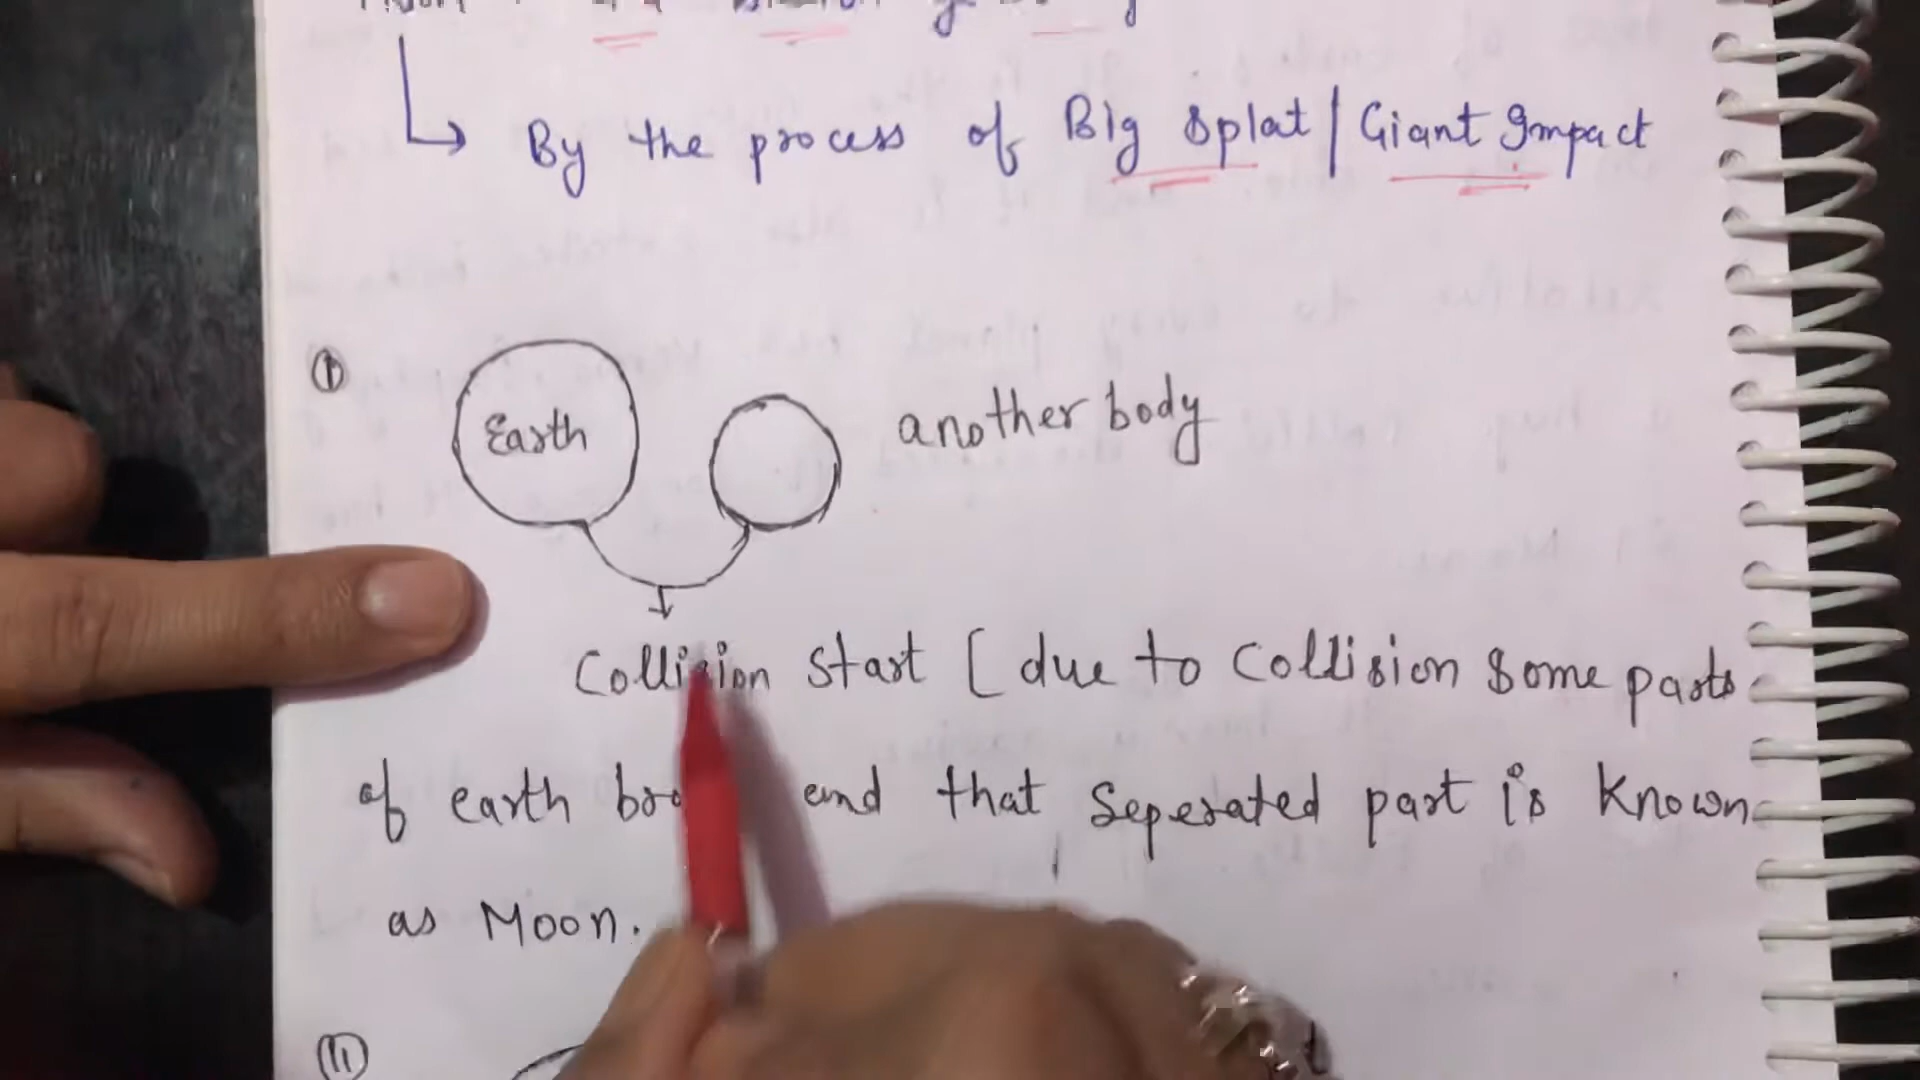 By the process of Big Splat | Giant Impact
(I)
Earth
another body
Collision start [ due to collision some parts
of earth and that seperated part is known
as Moon.
(II)